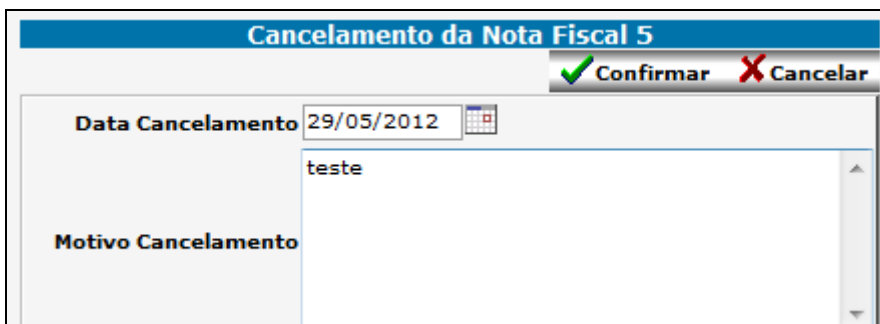 Cancelamento da Nota Fiscal 5
Confirmar Cancelar
Data Cancelamento 29/05/2012
teste
Motivo Cancelamento